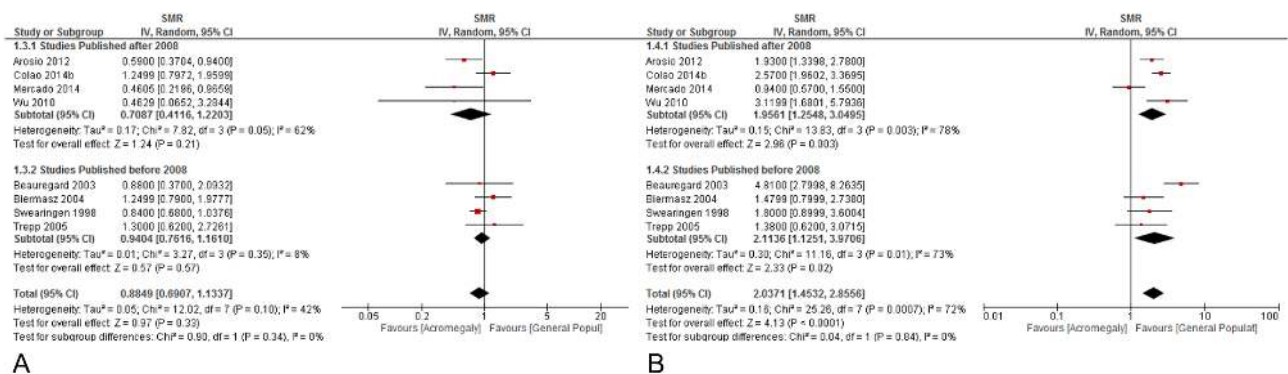 SMR
Study or Subgroup IV, Random, 95% CI
1.3.1 Studies Published after 2008
Arosio 2012 0.5900 [0.3704, 0.9400]
Colao 2014b 1.2499 [0.7972, 1.9599]
Mercado 2014 0.4605 [0.2196, 0.9659]
Wu 2010 0.4629 [0.0652, 3.2844]
Subtotal (95% CI) 0.7087 [0.4116, 1.2203]
Heterogeneity: Tau² = 0.17; Chi² = 7.82, df = 3 (P = 0.05); I² = 62%
Test for overall effect: Z = 1.24 (P = 0.21)
1.3.2 Studies Published before 2008
Beauregard 2003 0.8800 [0.3700, 2.0932]
Biermasz 2004 1.2499 [0.7900, 1.9777]
Swearingen 1998 0.8400 [0.6800, 1.0376]
Trepp 2005 1.3000 [0.6200, 2.7261]
Subtotal (95% CI) 0.9404 [0.7616, 1.1610]
Heterogeneity: Tau² = 0.01; Chi² = 3.27, df = 3 (P = 0.35); I² = 8%
Test for overall effect: Z = 0.57 (P = 0.57)
Total (95% CI) 0.8849 [0.6907, 1.1337]
Heterogeneity: Tau² = 0.05; Chi² = 12.02, df = 7 (P = 0.10); I² = 42%
Test for overall effect: Z = 0.97 (P = 0.33)
Test for subgroup differences: Chi² = 0.90, df = 1 (P = 0.34), I² = 0%
SMR
IV, Random, 95% CI
0.05 0.2 1 5 20
Favours [Acromegaly] Favours [General Popul]
A
SMR
Study or Subgroup IV, Random, 95% CI
1.4.1 Studies Published after 2008
Arosio 2012 1.9300 [1.3398, 2.7800]
Colao 2014b 2.5700 [1.9602, 3.3695]
Mercado 2014 0.9400 [0.5700, 1.5500]
Wu 2010 3.1199 [1.6801, 5.7936]
Subtotal (95% CI) 1.9561 [1.2548, 3.0495]
Heterogeneity: Tau² = 0.15; Chi² = 13.83, df = 3 (P = 0.003); I² = 78%
Test for overall effect: Z = 2.96 (P = 0.003)
1.4.2 Studies Published before 2008
Beauregard 2003 4.8100 [2.7998, 8.2635]
Biermasz 2004 1.4799 [0.7999, 2.7380]
Swearingen 1998 1.8000 [0.8999, 3.6004]
Trepp 2005 1.3800 [0.6200, 3.0715]
Subtotal (95% CI) 2.1136 [1.1251, 3.9706]
Heterogeneity: Tau² = 0.30; Chi² = 11.16, df = 3 (P = 0.01); I² = 73%
Test for overall effect: Z = 2.33 (P = 0.02)
Total (95% CI) 2.0371 [1.4532, 2.8556]
Heterogeneity: Tau² = 0.16; Chi² = 25.26, df = 7 (P = 0.0007); I² = 72%
Test for overall effect: Z = 4.13 (P < 0.0001)
Test for subgroup differences: Chi² = 0.04, df = 1 (P = 0.84), I² = 0%
SMR
IV, Random, 95% CI
0.01 0.1 1 10 100
Favours [Acromegaly] Favours [General Populat]
B